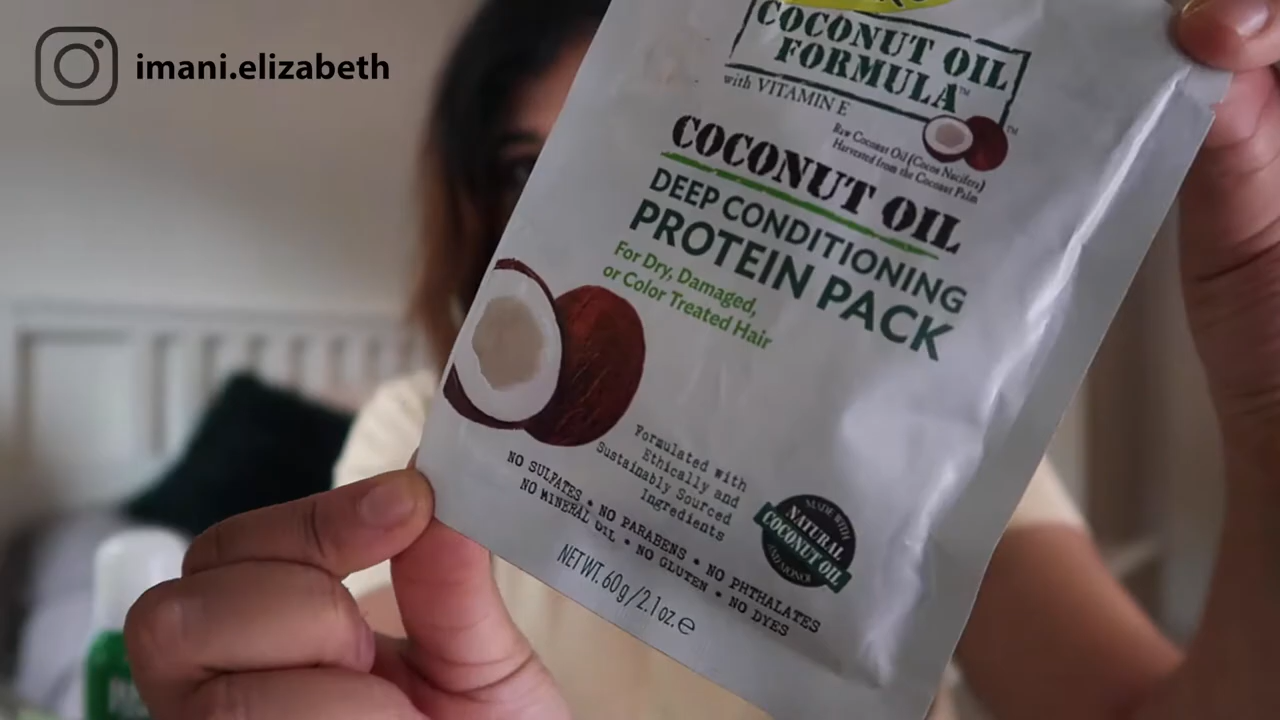 imani.elizabeth
COCONUT OIL
FORMULA™
with VITAMIN E
Raw Coconut Oil (Cocos Nucifera)
Harvested from the Coconut Palm
COCONUT OIL
DEEP CONDITIONING
PROTEIN PACK
For Dry, Damaged,
or Color Treated Hair
Formulated with
Ethically and
Sustainably Sourced
Ingredients
NO SULFATES • NO PARABENS • NO PHTHALATES
NO MINERAL OIL • NO GLUTEN • NO DYES
MADE WITH
NATURAL
COCONUT OIL
NET WT. 60g/2.1oz.℮